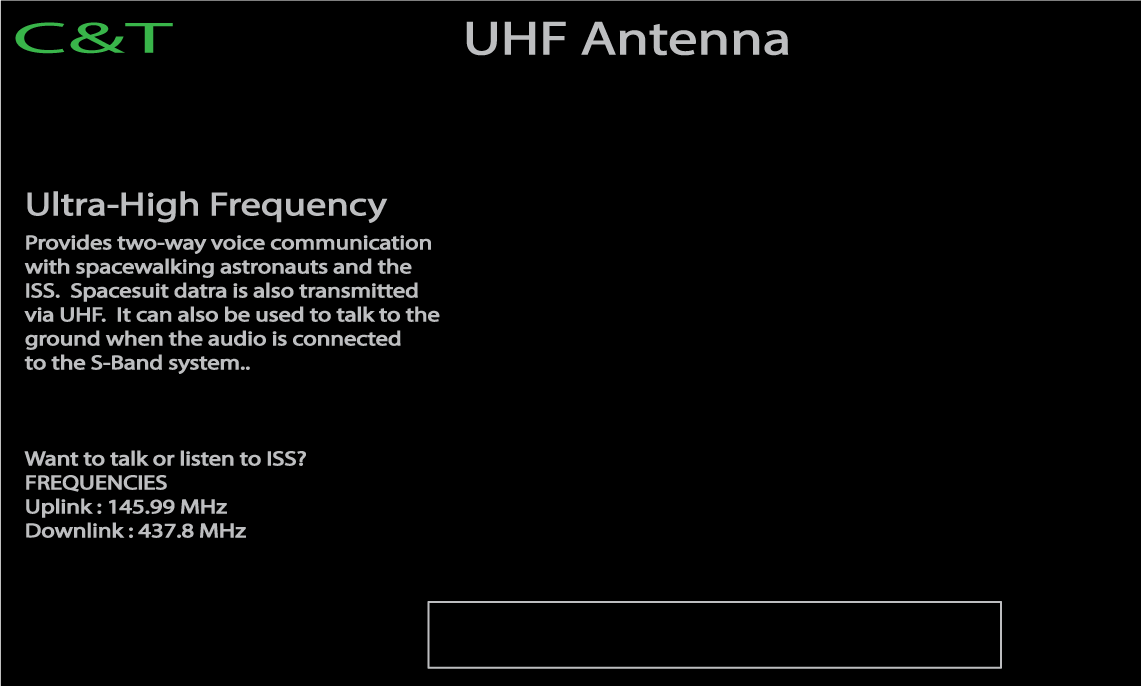 C&T
UHF Antenna
Ultra-High Frequency
Provides two-way voice communication
with spacewalking astronauts and the
ISS.  Spacesuit datra is also transmitted
via UHF.  It can also be used to talk to the
ground when the audio is connected
to the S-Band system..
Want to talk or listen to ISS?
FREQUENCIES
Uplink : 145.99 MHz
Downlink : 437.8 MHz